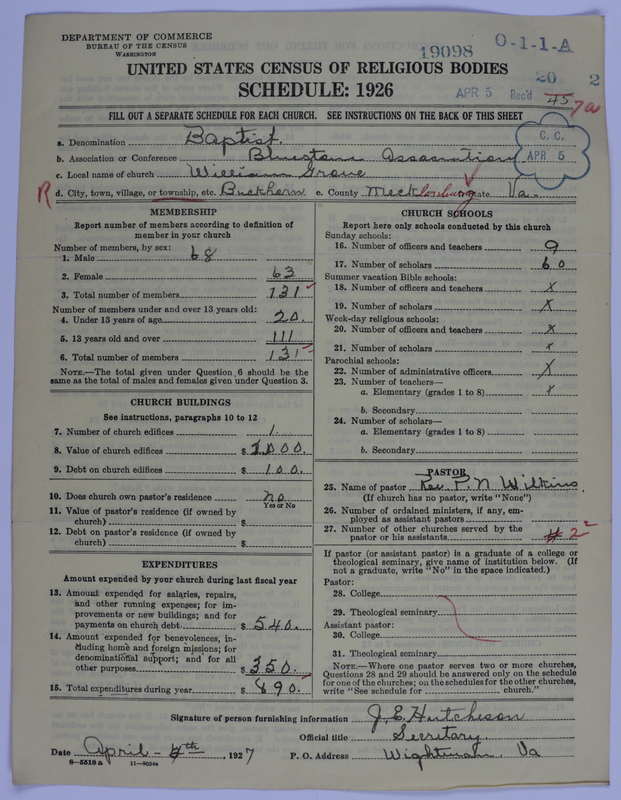 DEPARTMENT OF COMMERCE
BUREAU OF THE CENSUS
WASHINGTON
19098
O-1-1-A
UNITED STATES CENSUS OF RELIGIOUS BODIES
20 2
SCHEDULE: 1926
APR 5 Rec'd
45 7a
FILL OUT A SEPARATE SCHEDULE FOR EACH CHURCH. SEE INSTRUCTIONS ON THE BACK OF THIS SHEET
C. C.
APR 5
a. Denomination Baptist
b. Association or Conference Bluestone Association
c. Local name of church William Grove
R d. City, town, village, or township, etc. Buckhorn e. County Mecklenburg State Va.
MEMBERSHIP
Report number of members according to definition of
member in your church
Number of members, by sex:
1. Male 68
2. Female 63
3. Total number of members 131
Number of members under and over 13 years old:
4. Under 13 years of age 20.
5. 13 years old and over 111
6. Total number of members 131
NOTE.—The total given under Question 6 should be
same as the total of males and females given under Question 3.
CHURCH BUILDINGS
See instructions, paragraphs 10 to 12
7. Number of church edifices 1.
8. Value of church edifices $ 1000.
9. Debt on church edifices $ 100.
10. Does church own pastor's residence no
Yes or No
11. Value of pastor's residence (if owned by
church) $
12. Debt on pastor's residence (if owned by
church) $
EXPENDITURES
Amount expended by your church during last fiscal year
13. Amount expended for salaries, repairs,
and other running expenses; for im-
provements or new buildings; and for
payments on church debt $ 540.
14. Amount expended for benevolences, in-
cluding home and foreign missions; for
denominational support; and for all
other purposes $ 350.
15. Total expenditures during year $ 890.
CHURCH SCHOOLS
Report here only schools conducted by this church
Sunday schools:
16. Number of officers and teachers 9
17. Number of scholars 60
Summer vacation Bible schools:
18. Number of officers and teachers x
19. Number of scholars x
Week-day religious schools:
20. Number of officers and teachers x
21. Number of scholars x
Parochial schools:
22. Number of administrative officers x
23. Number of teachers—
a. Elementary (grades 1 to 8) x
b. Secondary
24. Number of scholars—
a. Elementary (grades 1 to 8)
b. Secondary
PASTOR
25. Name of pastor Rev. P. N Wilkins
(If church has no pastor, write "None")
26. Number of ordained ministers, if any, em-
ployed as assistant pastors
27. Number of other churches served by the
pastor or his assistants 2
If pastor (or assistant pastor) is a graduate of a college or
theological seminary, give name of institution below. (If
not a graduate, write "No" in the space indicated.)
Pastor:
28. College
29. Theological seminary
Assistant pastor:
30. College
31. Theological seminary
NOTE.—Where one pastor serves two or more churches,
Questions 28 and 29 should be answered only on the schedule
for one of the churches; on the schedules for the other churches,
write "See schedule for church."
Signature of person furnishing information J. E. Hutcheson
Official title Secretary
Date April - 4th, 1927 P. O. Address Wightman, Va
8—5518 a 11—9034a